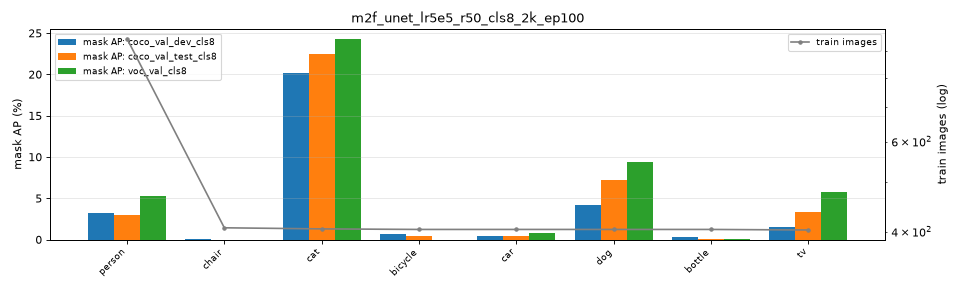 m2f_unet_lr5e5_r50_cls8_2k_ep100
mask AP: coco_val_dev_cls8
mask AP: coco_val_test_cls8
mask AP: voc_val_cls8
train images
mask AP (%)
25
20
15
10
5
0
train images (log)
6 × 10²
4 × 10²
person
chair
cat
bicycle
car
dog
bottle
tv